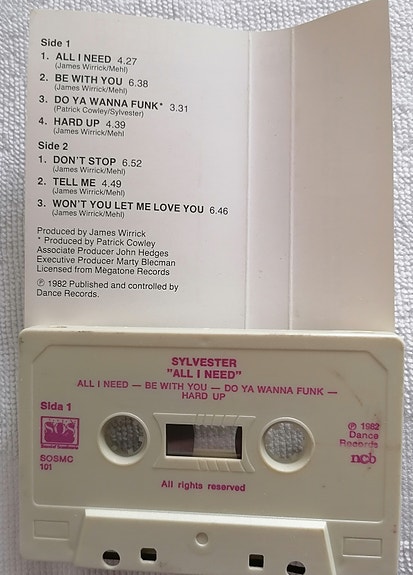 Side 1
1. ALL I NEED 4.27
(James Wirrick/Mehl)
2. BE WITH YOU 6.38
(James Wirrick/Mehl)
3. DO YA WANNA FUNK* 3.31
(Patrick Cowley/Sylvester)
4. HARD UP 4.39
(James Wirrick/Mehl
Side 2
1. DON'T STOP 6.52
(James Wirrick/Mehl)
2. TELL ME 4.49
(James Wirrick/Mehl)
3. WON'T YOU LET ME LOVE YOU 6.46
(James Wirrick/Mehl)
Produced by James Wirrick
* Produced by Patrick Cowley
Associate Producer John Hedges
Executive Producer Marty Blecman
Licensed from Megatone Records
℗ 1982 Published and controlled by
Dance Records.
SYLVESTER
"ALL I NEED"
ALL I NEED — BE WITH YOU — DO YA WANNA FUNK —
HARD UP
Sida 1
SOS
SOSMC
101
℗ 1982
Dance
Records
ncb
All rights reserved